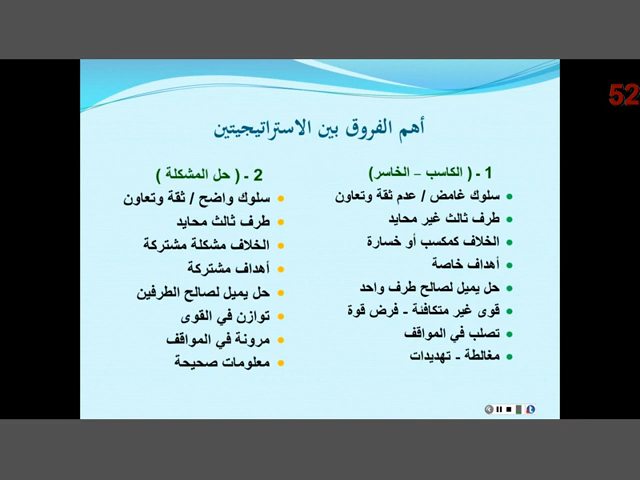 52
أهم الفروق بين الاستراتيجيتين
1 - ( الكاسب – الخاسر)
سلوك غامض / عدم ثقة وتعاون
طرف ثالث غير محايد
الخلاف كمكسب أو خسارة
أهداف خاصة
حل يميل لصالح طرف واحد
قوى غير متكافئة - فرض قوة
تصلب في المواقف
مغالطة - تهديدات
2 - ( حل المشكلة )
سلوك واضح / ثقة وتعاون
طرف ثالث محايد
الخلاف مشكلة مشتركة
أهداف مشتركة
حل يميل لصالح الطرفين
توازن في القوى
مرونة في المواقف
معلومات صحيحة